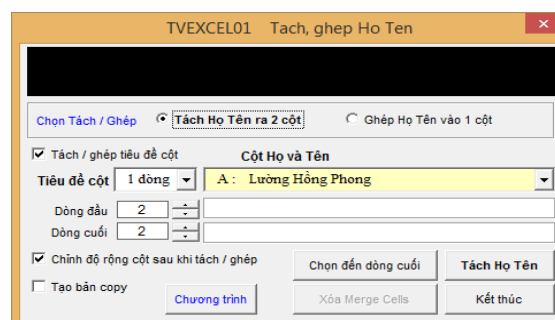 TVEXCEL01 Tach, ghep Ho Ten
Chọn Tách / Ghép Tách Họ Tên ra 2 cột Ghép Họ Tên vào 1 cột
Tách / ghép tiêu đề cột Cột Họ và Tên
Tiêu đề cột 1 dòng A : Lường Hồng Phong
Dòng đầu 2
Dòng cuối 2
Chỉnh độ rộng cột sau khi tách / ghép Chọn đến dòng cuối Tách Họ Tên
Tạo bản copy Chương trình Xóa Merge Cells Kết thúc